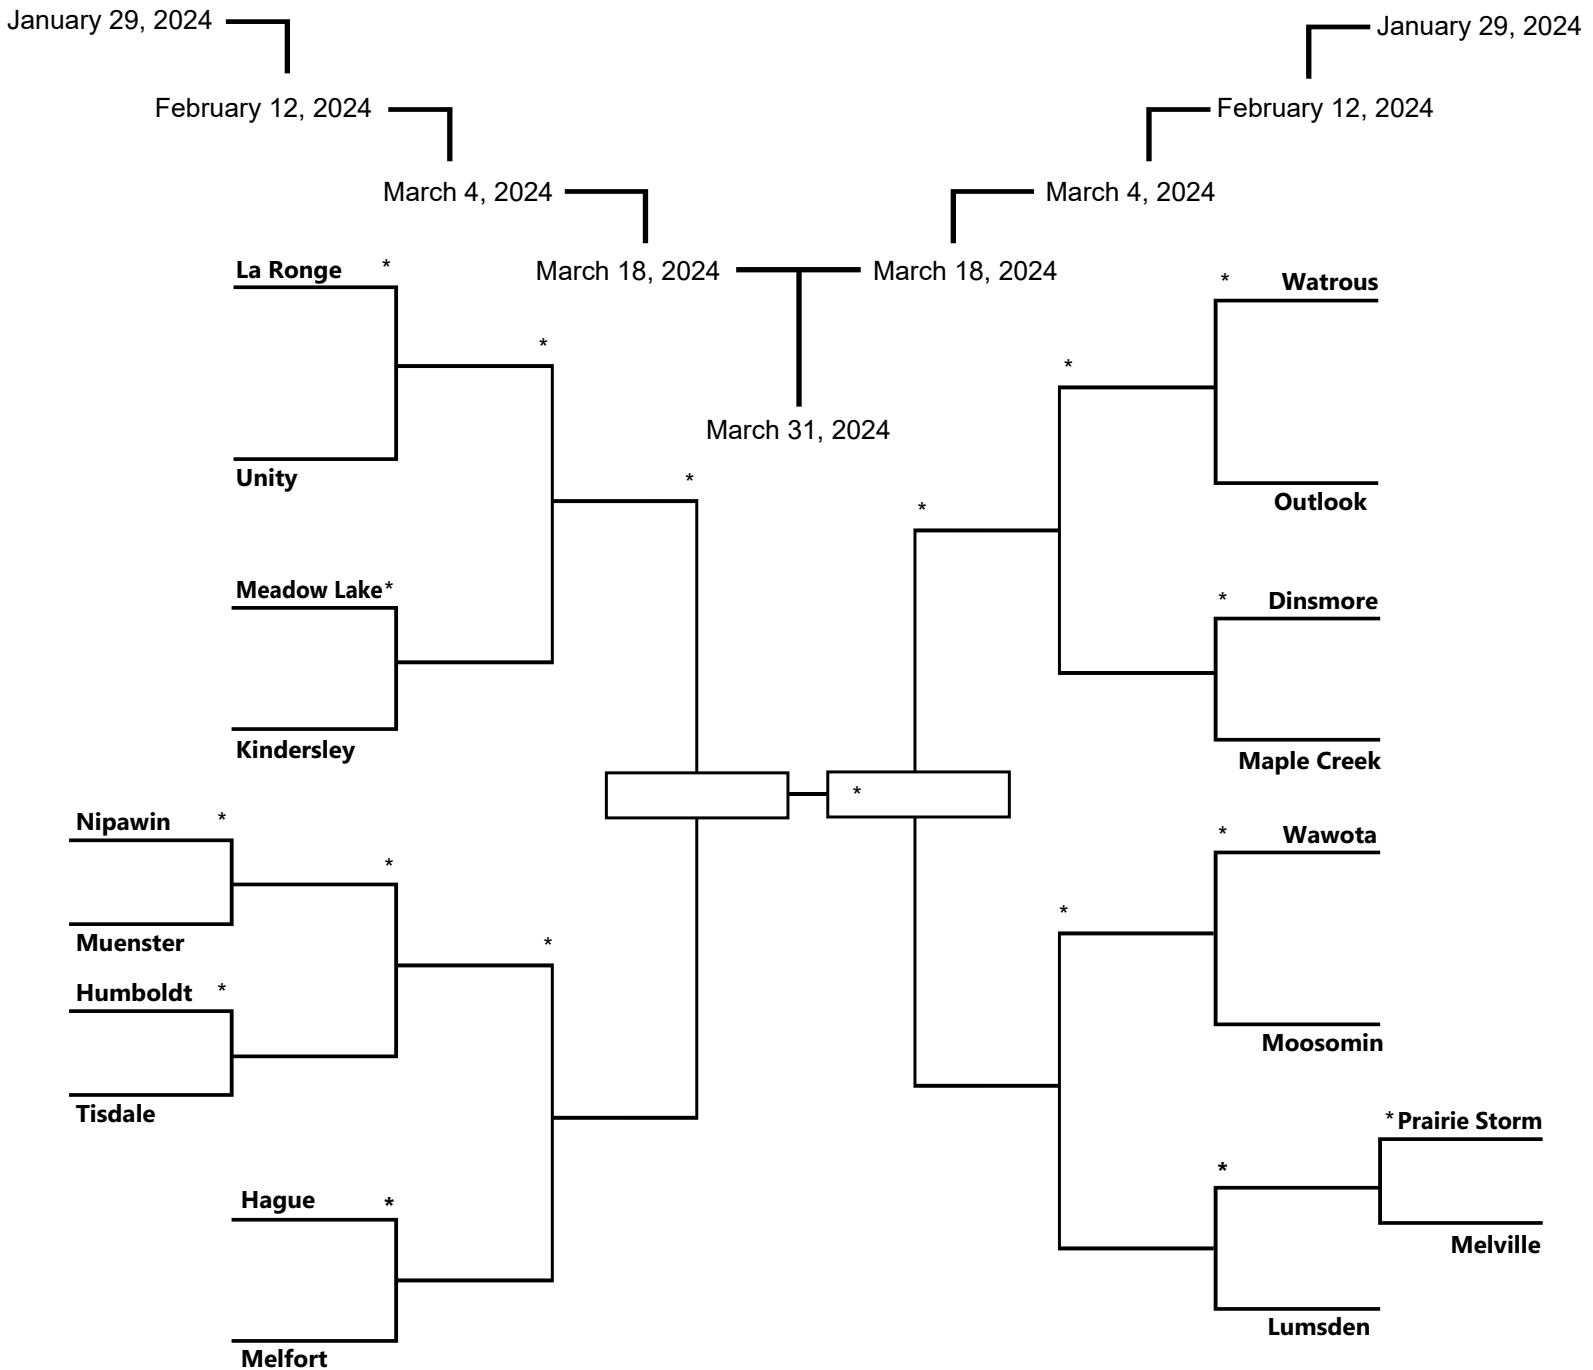 January 29, 2024
January 29, 2024
February 12, 2024
February 12, 2024
March 4, 2024
March 4, 2024
March 18, 2024
March 18, 2024
March 31, 2024
La Ronge *
*
Unity
*
Meadow Lake*
Kindersley
Nipawin *
*
Muenster
*
Humboldt *
Tisdale
Hague *
Melfort
* Watrous
*
Outlook
*
* Dinsmore
Maple Creek
*
* Wawota
*
Moosomin
*Prairie Storm
*
Melville
Lumsden